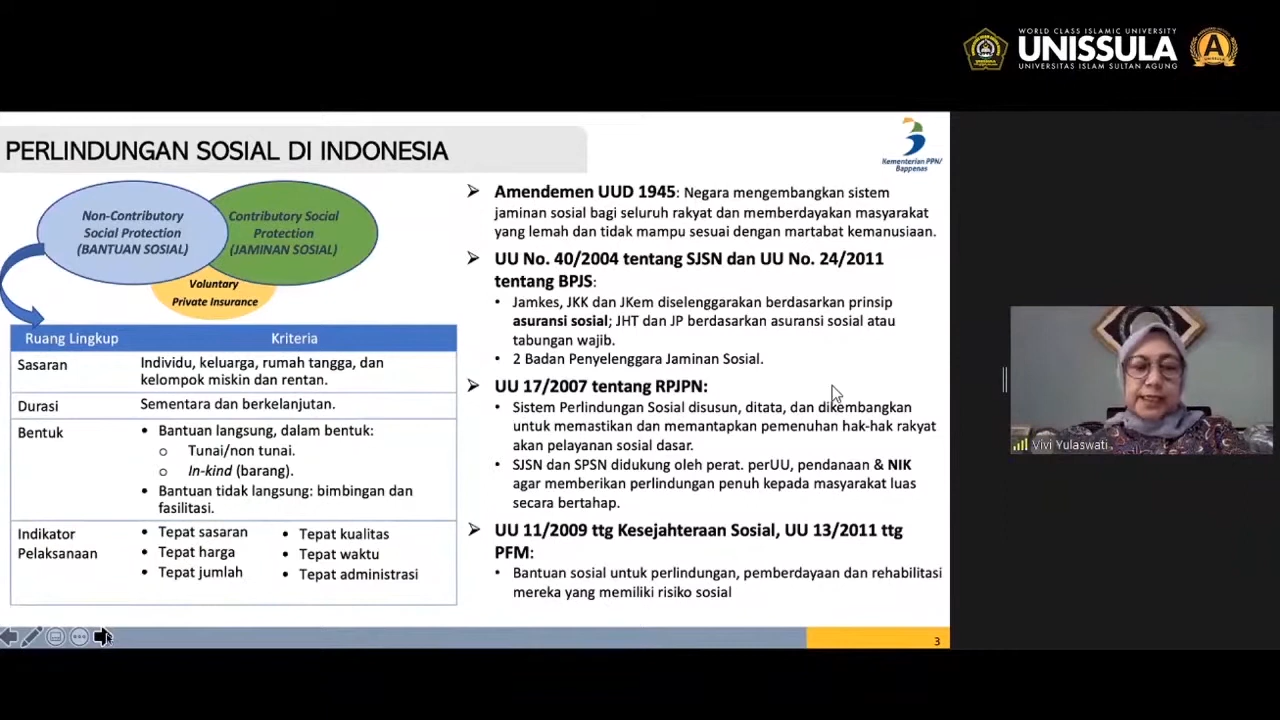 WORLD CLASS ISLAMIC UNIVERSITY
UNISSULA
UNIVERSITAS ISLAM SULTAN AGUNG
A
PERLINDUNGAN SOSIAL DI INDONESIA
Kementerian PPN/
Bappenas
Non-Contributory
Social Protection
(BANTUAN SOSIAL)
Contributory Social
Protection
(JAMINAN SOSIAL)
Voluntary
Private Insurance
Ruang Lingkup Kriteria
Sasaran Individu, keluarga, rumah tangga, dan
kelompok miskin dan rentan.
Durasi Sementara dan berkelanjutan.
Bentuk • Bantuan langsung, dalam bentuk:
o Tunai/non tunai.
o In-kind (barang).
• Bantuan tidak langsung: bimbingan dan
fasilitasi.
Indikator
Pelaksanaan
• Tepat sasaran
• Tepat harga
• Tepat jumlah
• Tepat kualitas
• Tepat waktu
• Tepat administrasi
➢ Amendemen UUD 1945: Negara mengembangkan sistem
jaminan sosial bagi seluruh rakyat dan memberdayakan masyarakat
yang lemah dan tidak mampu sesuai dengan martabat kemanusiaan.
➢ UU No. 40/2004 tentang SJSN dan UU No. 24/2011
tentang BPJS:
• Jamkes, JKK dan JKem diselenggarakan berdasarkan prinsip
asuransi sosial; JHT dan JP berdasarkan asuransi sosial atau
tabungan wajib.
• 2 Badan Penyelenggara Jaminan Sosial.
➢ UU 17/2007 tentang RPJPN:
• Sistem Perlindungan Sosial disusun, ditata, dan dikembangkan
untuk memastikan dan memantapkan pemenuhan hak-hak rakyat
akan pelayanan sosial dasar.
• SJSN dan SPSN didukung oleh perat. perUU, pendanaan & NIK
agar memberikan perlindungan penuh kepada masyarakat luas
secara bertahap.
➢ UU 11/2009 ttg Kesejahteraan Sosial, UU 13/2011 ttg
PFM:
• Bantuan sosial untuk perlindungan, pemberdayaan dan rehabilitasi
mereka yang memiliki risiko sosial
3
Vivi Yulaswati